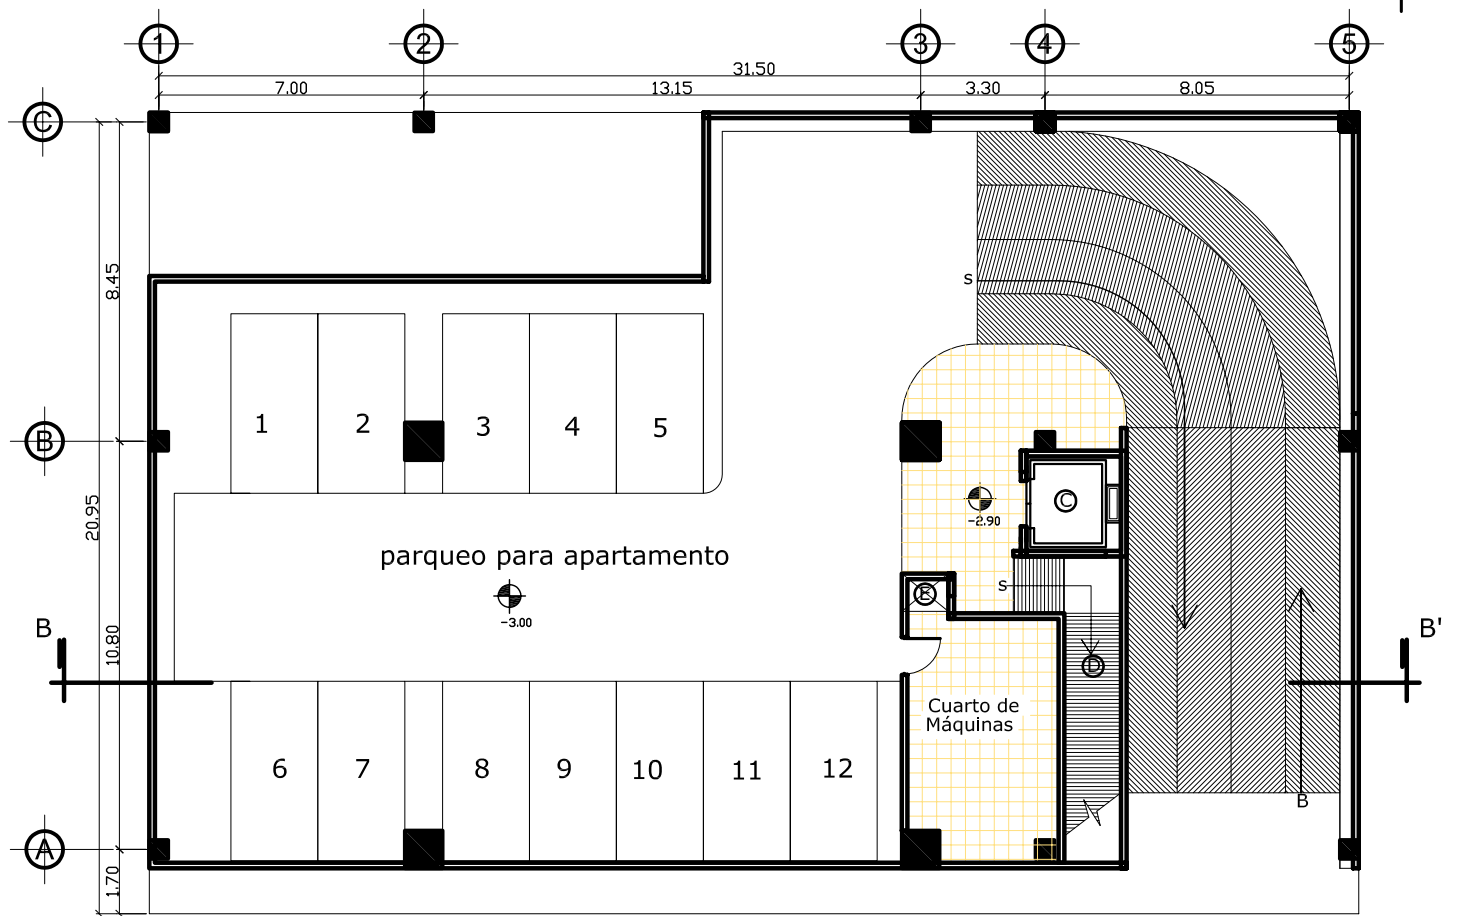 1 2 3 4 5
31.50
7.00 13.15 3.30 8.05
C
8.45
S
B
1 2 3 4 5
20.95
C
-2.90
parqueo para apartamento
S
E
-3.00
10.80
B B'
D
Cuarto de
Máquinas
6 7 8 9 10 11 12
B
A
1.70